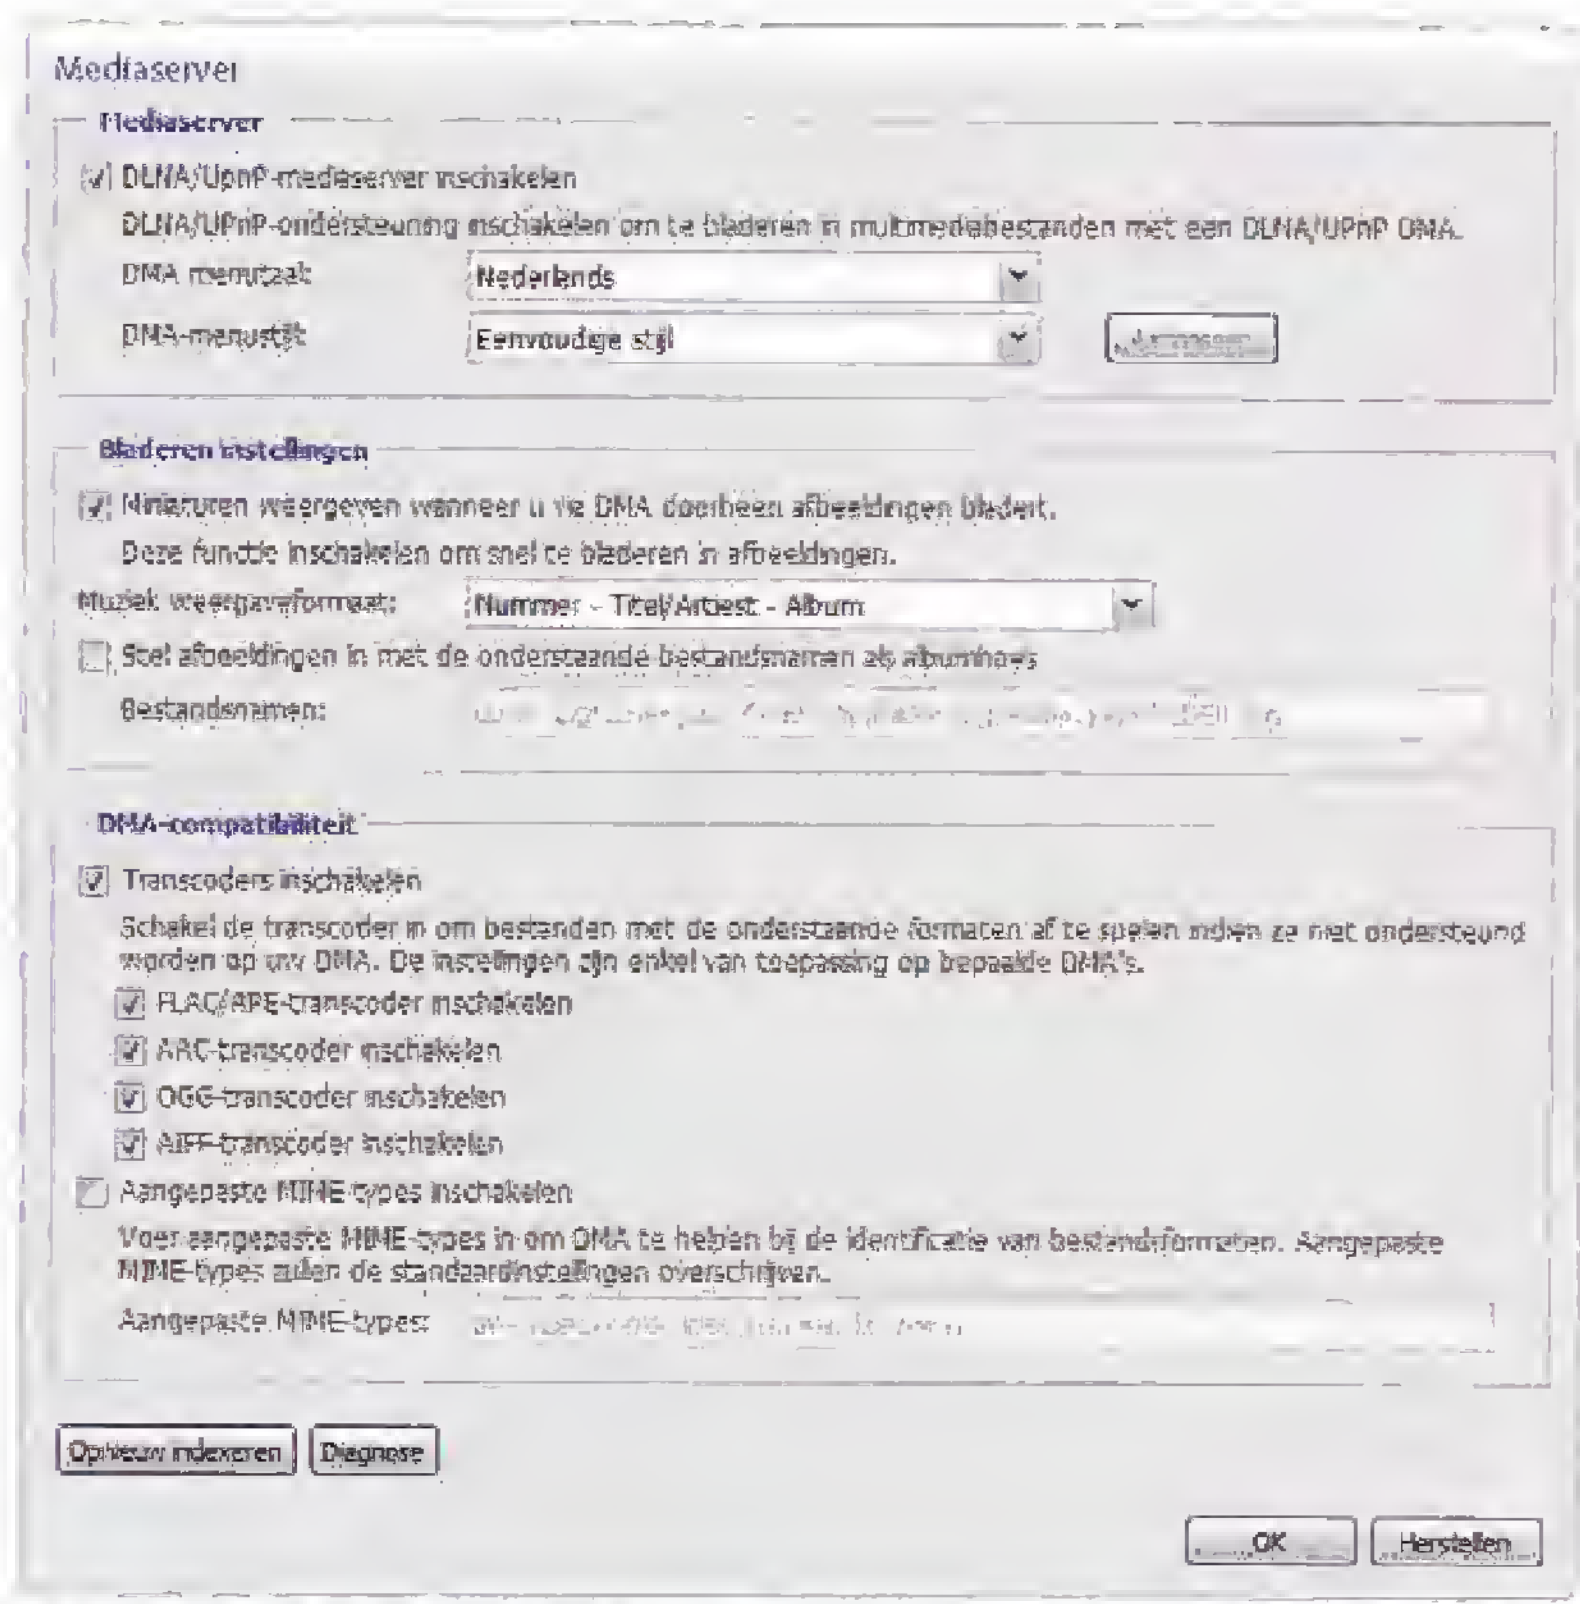 Mediaserver
Mediaserver
DLNA/UpnP-mediaserver inschakelen
DLNA/UPnP-ondersteuning inschakelen om te bladeren in multimediabestanden met een DLNA/UPnP DMA.
DMA menutaal: Nederlands
DMA-menustijl: Eenvoudige stijl
Bladeren instellingen
Miniaturen weergeven wanneer u via DMA doorheen afbeeldingen bladert.
Deze functie inschakelen om snel te bladeren in afbeeldingen.
Muziek weergaveformaat: Nummer - Titel/Artiest - Album
Stel afbeeldingen in met de onderstaande bestandsnamen als albumhoes
Bestandsnamen:
DMA-compatibiliteit
Transcoders inschakelen
Schakel de transcoder in om bestanden met de onderstaande formaten af te spelen indien ze niet ondersteund
worden op uw DMA. De instellingen zijn enkel van toepassing op bepaalde DMA's.
FLAC/APE-transcoder inschakelen
AAC-transcoder inschakelen
OGG-transcoder inschakelen
AIFF-transcoder inschakelen
Aangepaste MIME-types inschakelen
Voer aangepaste MIME-types in om DMA te helpen bij de identificatie van bestandsformaten. Aangepaste
MIME-types zullen de standaardinstellingen overschrijven.
Aangepaste MIME-types:
Opnieuw indexeren Diagnose
OK Herstellen